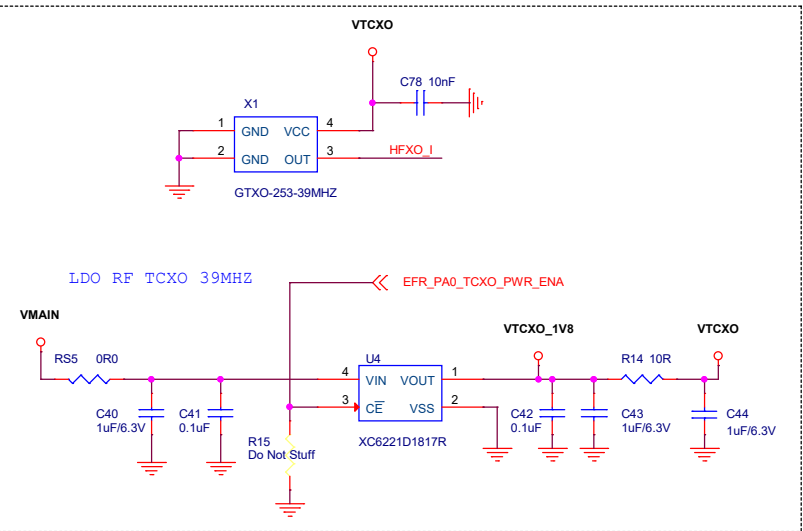 VTCXO
C78 10nF
X1
1 GND VCC 4
2 GND OUT 3
HFXO_I
GTXO-253-39MHZ
LDO RF TCXO 39MHZ
EFR_PA0_TCXO_PWR_ENA
VMAIN
VTCXO_1V8
VTCXO
RS5 0R0
U4
R14 10R
4 VIN VOUT 1
3 CE VSS 2
C40
1uF/6.3V
C41
0.1uF
R15
Do Not Stuff
XC6221D1817R
C42
0.1uF
C43
1uF/6.3V
C44
1uF/6.3V